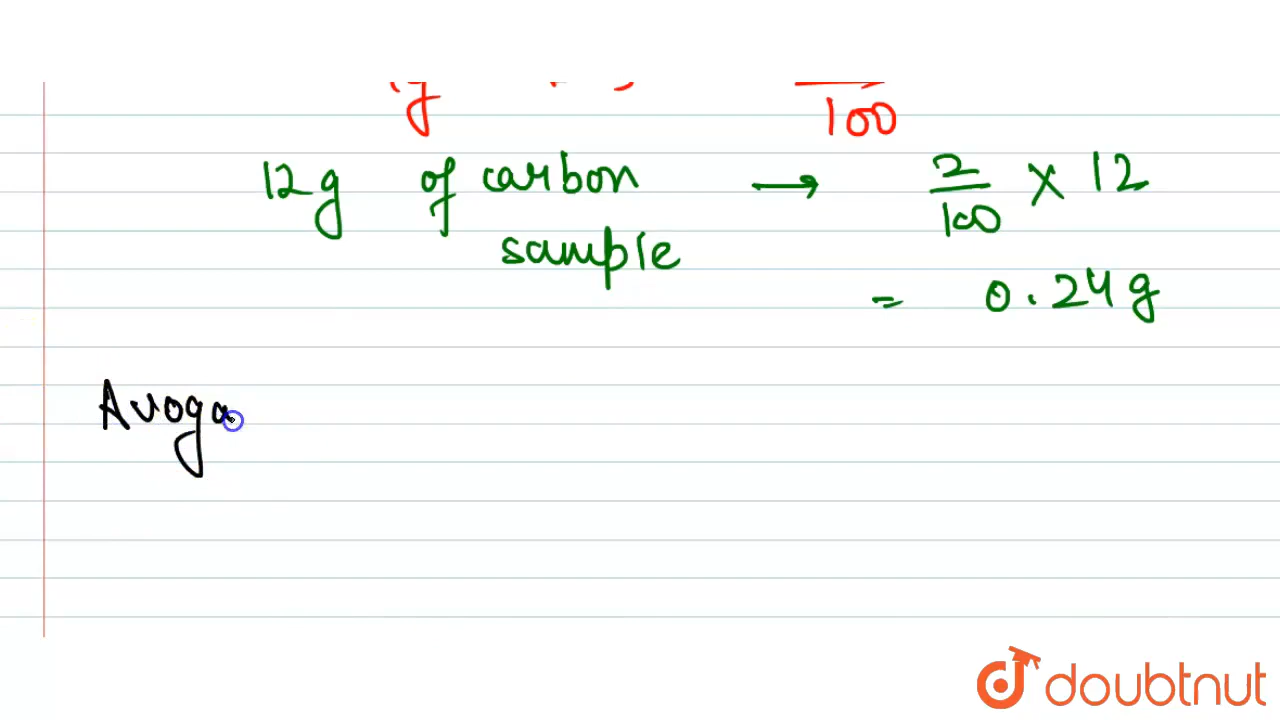 100
12g of carbon → 2/100 × 12
sample
= 0.24g
Avoga
doubtnut